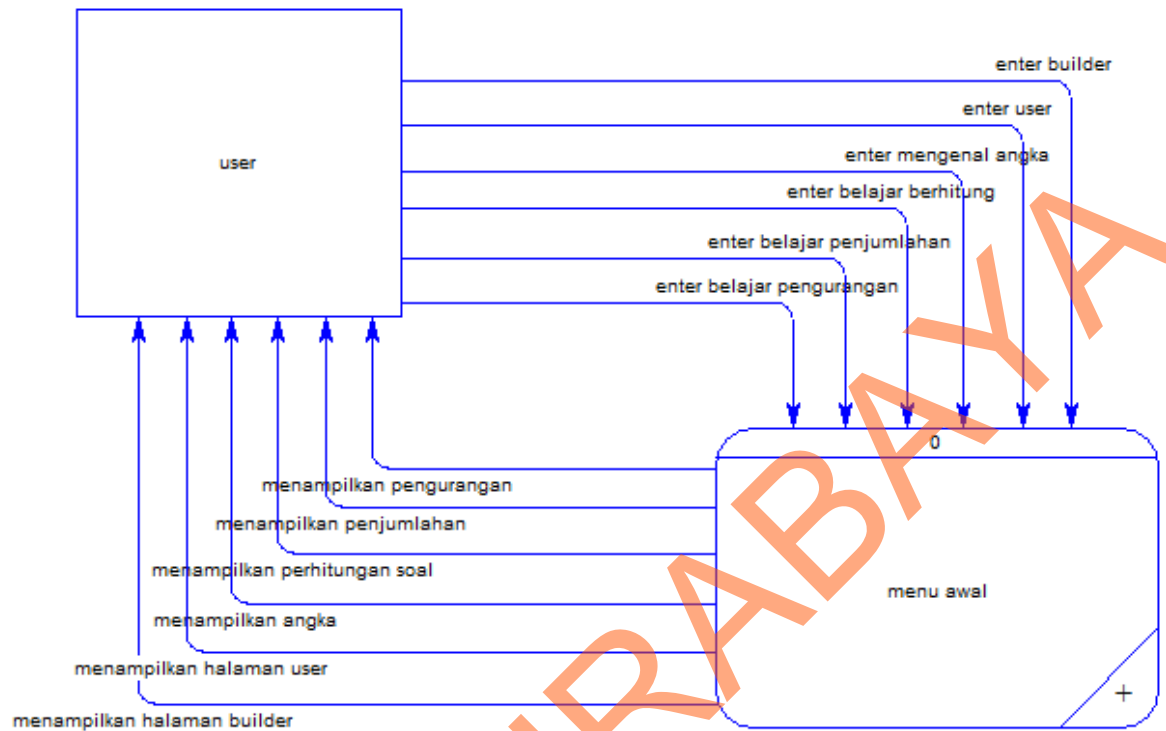 enter builder
enter user
user
enter mengenal angka
enter belajar berhitung
enter belajar penjumlahan
enter belajar pengurangan
0
menampilkan pengurangan
menampilkan penjumlahan
menampilkan perhitungan soal
menu awal
menampilkan angka
menampilkan halaman user
+
menampilkan halaman builder
RABAYA